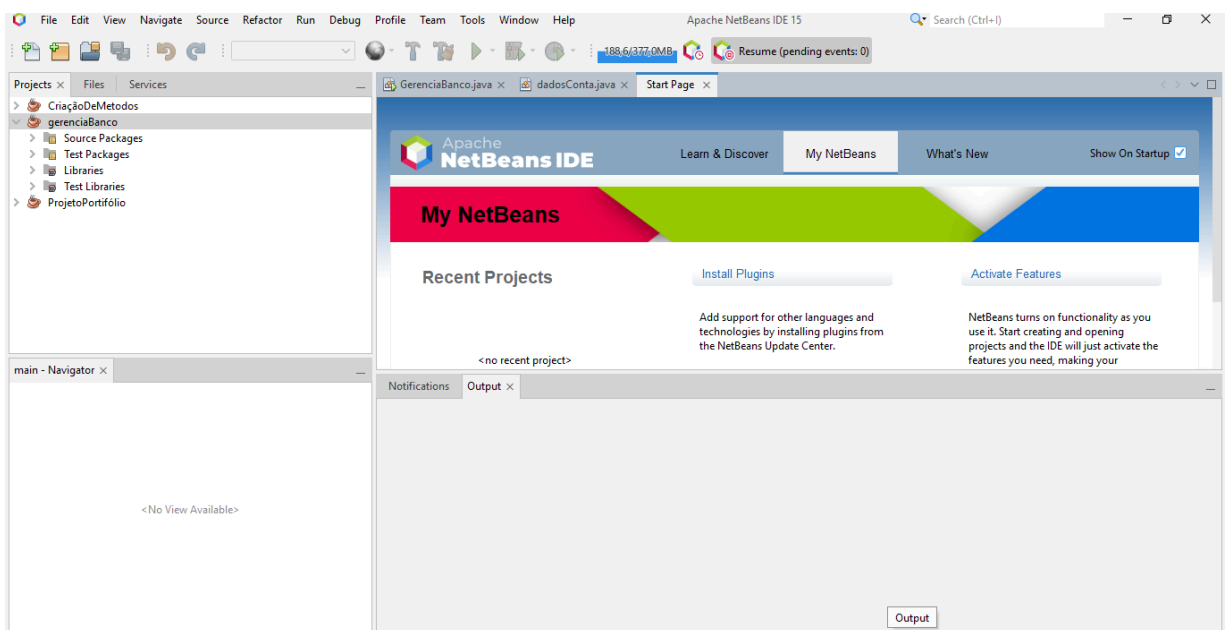 File Edit View Navigate Source Refactor Run Debug Profile Team Tools Window Help Apache NetBeans IDE 15 Search (Ctrl+I)
188,6/377,0MB Resume (pending events: 0)
Projects Files Services
GerenciaBanco.java dadosConta.java Start Page
CriaçãoDeMetodos
gerenciaBanco
Source Packages
Test Packages
Libraries
Test Libraries
ProjetoPortifólio
Apache
NetBeans IDE
Learn & Discover My NetBeans What's New Show On Startup
My NetBeans
Recent Projects
<no recent project>
Install Plugins
Add support for other languages and
technologies by installing plugins from
the NetBeans Update Center.
Activate Features
NetBeans turns on functionality as you
use it. Start creating and opening
projects and the IDE will just activate the
features you need, making your
main - Navigator
<No View Available>
Notifications Output
Output